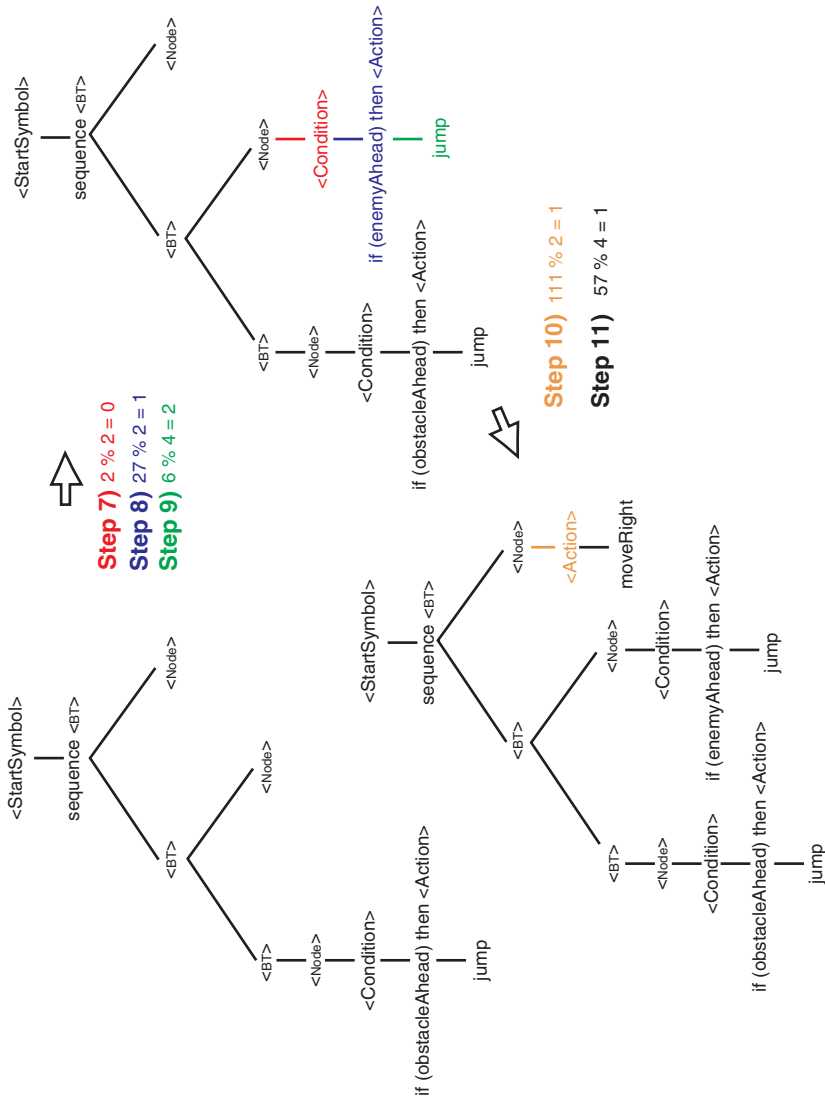 <StartSymbol>
sequence <BT>
<BT>
<Node>
<BT>
<Node>
<Node>
<Condition>
if (obstacleAhead) then <Action>
jump
Step 7) 2 % 2 = 0
Step 8) 27 % 2 = 1
Step 9) 6 % 4 = 2
<StartSymbol>
sequence <BT>
<BT>
<Node>
<BT>
<Node>
<Node>
<Condition>
<Condition>
if (obstacleAhead) then <Action>
if (enemyAhead) then <Action>
jump
jump
Step 10) 111 % 2 = 1
Step 11) 57 % 4 = 1
<StartSymbol>
sequence <BT>
<BT>
<Node>
<Action>
moveRight
<BT>
<Node>
<Node>
<Condition>
<Condition>
if (obstacleAhead) then <Action>
if (enemyAhead) then <Action>
jump
jump